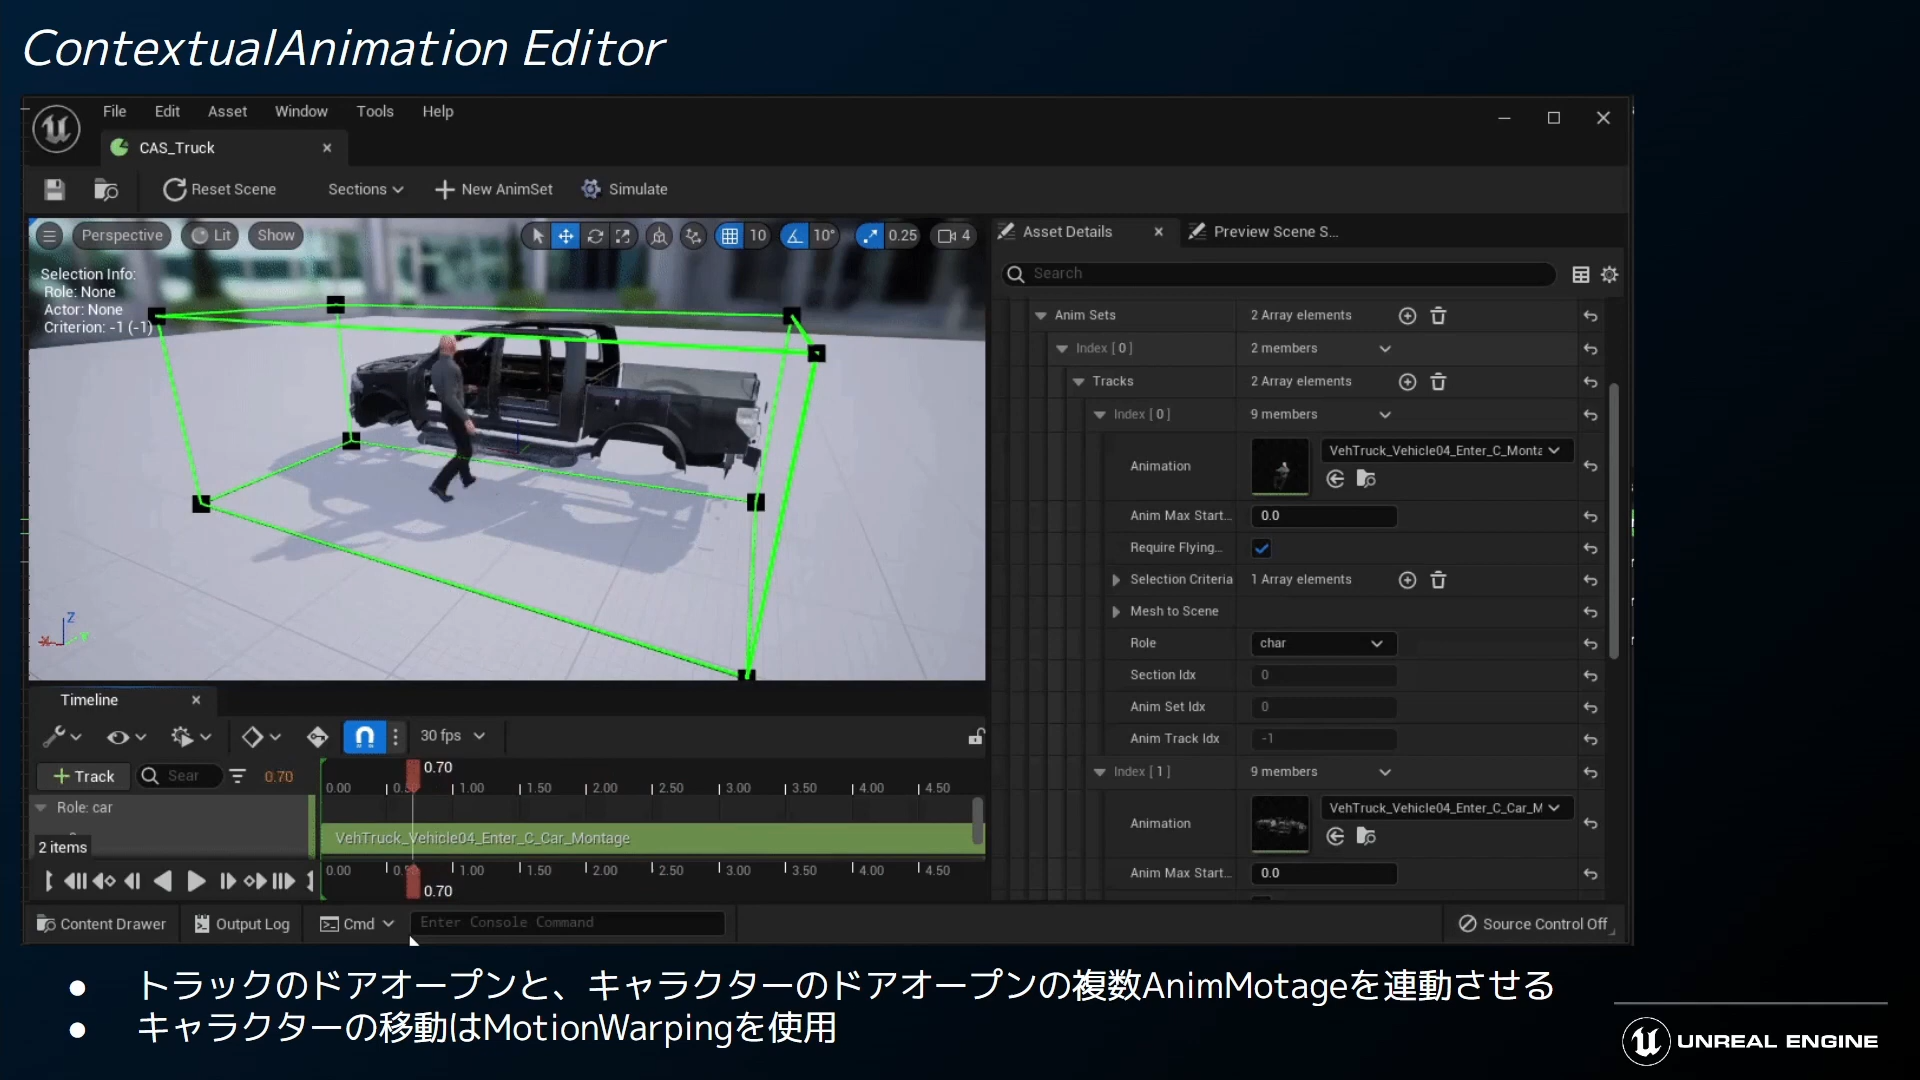 ContextualAnimation Editor
File Edit Asset Window Tools Help
CAS_Truck
Reset Scene Sections New AnimSet Simulate
Perspective Lit Show 10 10° 0.25 4
Selection Info:
Role: None
Actor: None
Criterion: -1 (-1)
Z
X
Y
Asset Details Preview Scene S...
Search
Anim Sets 2 Array elements
Index [ 0 ] 2 members
Tracks 2 Array elements
Index [ 0 ] 9 members
Animation VehTruck_Vehicle04_Enter_C_Monta
Anim Max Start... 0.0
Require Flying...
Selection Criteria 1 Array elements
Mesh to Scene
Role char
Section Idx 0
Anim Set Idx 0
Anim Track Idx -1
Index [ 1 ] 9 members
Animation VehTruck_Vehicle04_Enter_C_Car_M
Anim Max Start... 0.0
Timeline
30 fps
Track Sear 0.70
0.70
0.00 1.00 1.50 2.00 2.50 3.00 3.50 4.00 4.50
Role: car
VehTruck_Vehicle04_Enter_C_Car_Montage
2 items
0.00 1.00 1.50 2.00 2.50 3.00 3.50 4.00 4.50
0.70
Content Drawer Output Log Cmd Enter Console Command Source Control Off
● トラックのドアオープンと、キャラクターのドアオープンの複数AnimMotageを連動させる
● キャラクターの移動はMotionWarpingを使用
UNREAL ENGINE